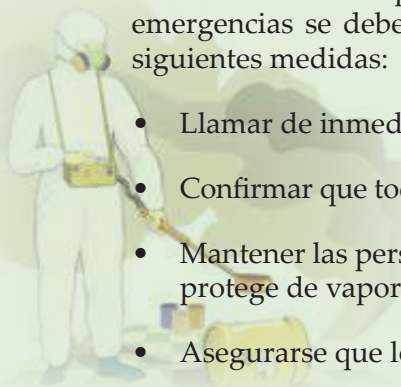 emergencias se debe
siguientes medidas:
• Llamar de inmed
• Confirmar que to
• Mantener las pers
protege de vapor
• Asegurarse que l